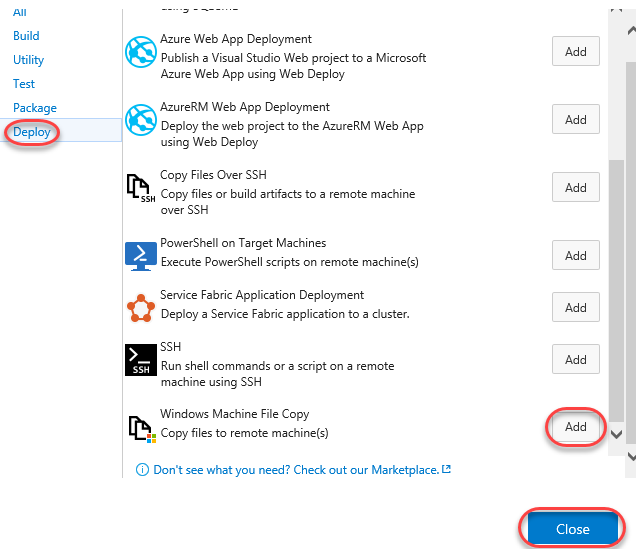 All
Build
Utility
Test
Package
Deploy
using SQLCMD
Azure Web App Deployment
Publish a Visual Studio Web project to a Microsoft
Azure Web App using Web Deploy
Add
AzureRM Web App Deployment
Deploy the web project to the AzureRM Web App
using Web Deploy
Add
Copy Files Over SSH
Copy files or build artifacts to a remote machine
over SSH
Add
SSH
PowerShell on Target Machines
Execute PowerShell scripts on remote machine(s)
Add
Service Fabric Application Deployment
Deploy a Service Fabric application to a cluster.
Add
SSH
Run shell commands or a script on a remote
machine using SSH
Add
SSH
Windows Machine File Copy
Copy files to remote machine(s)
Add
Don't see what you need? Check out our Marketplace.
Close